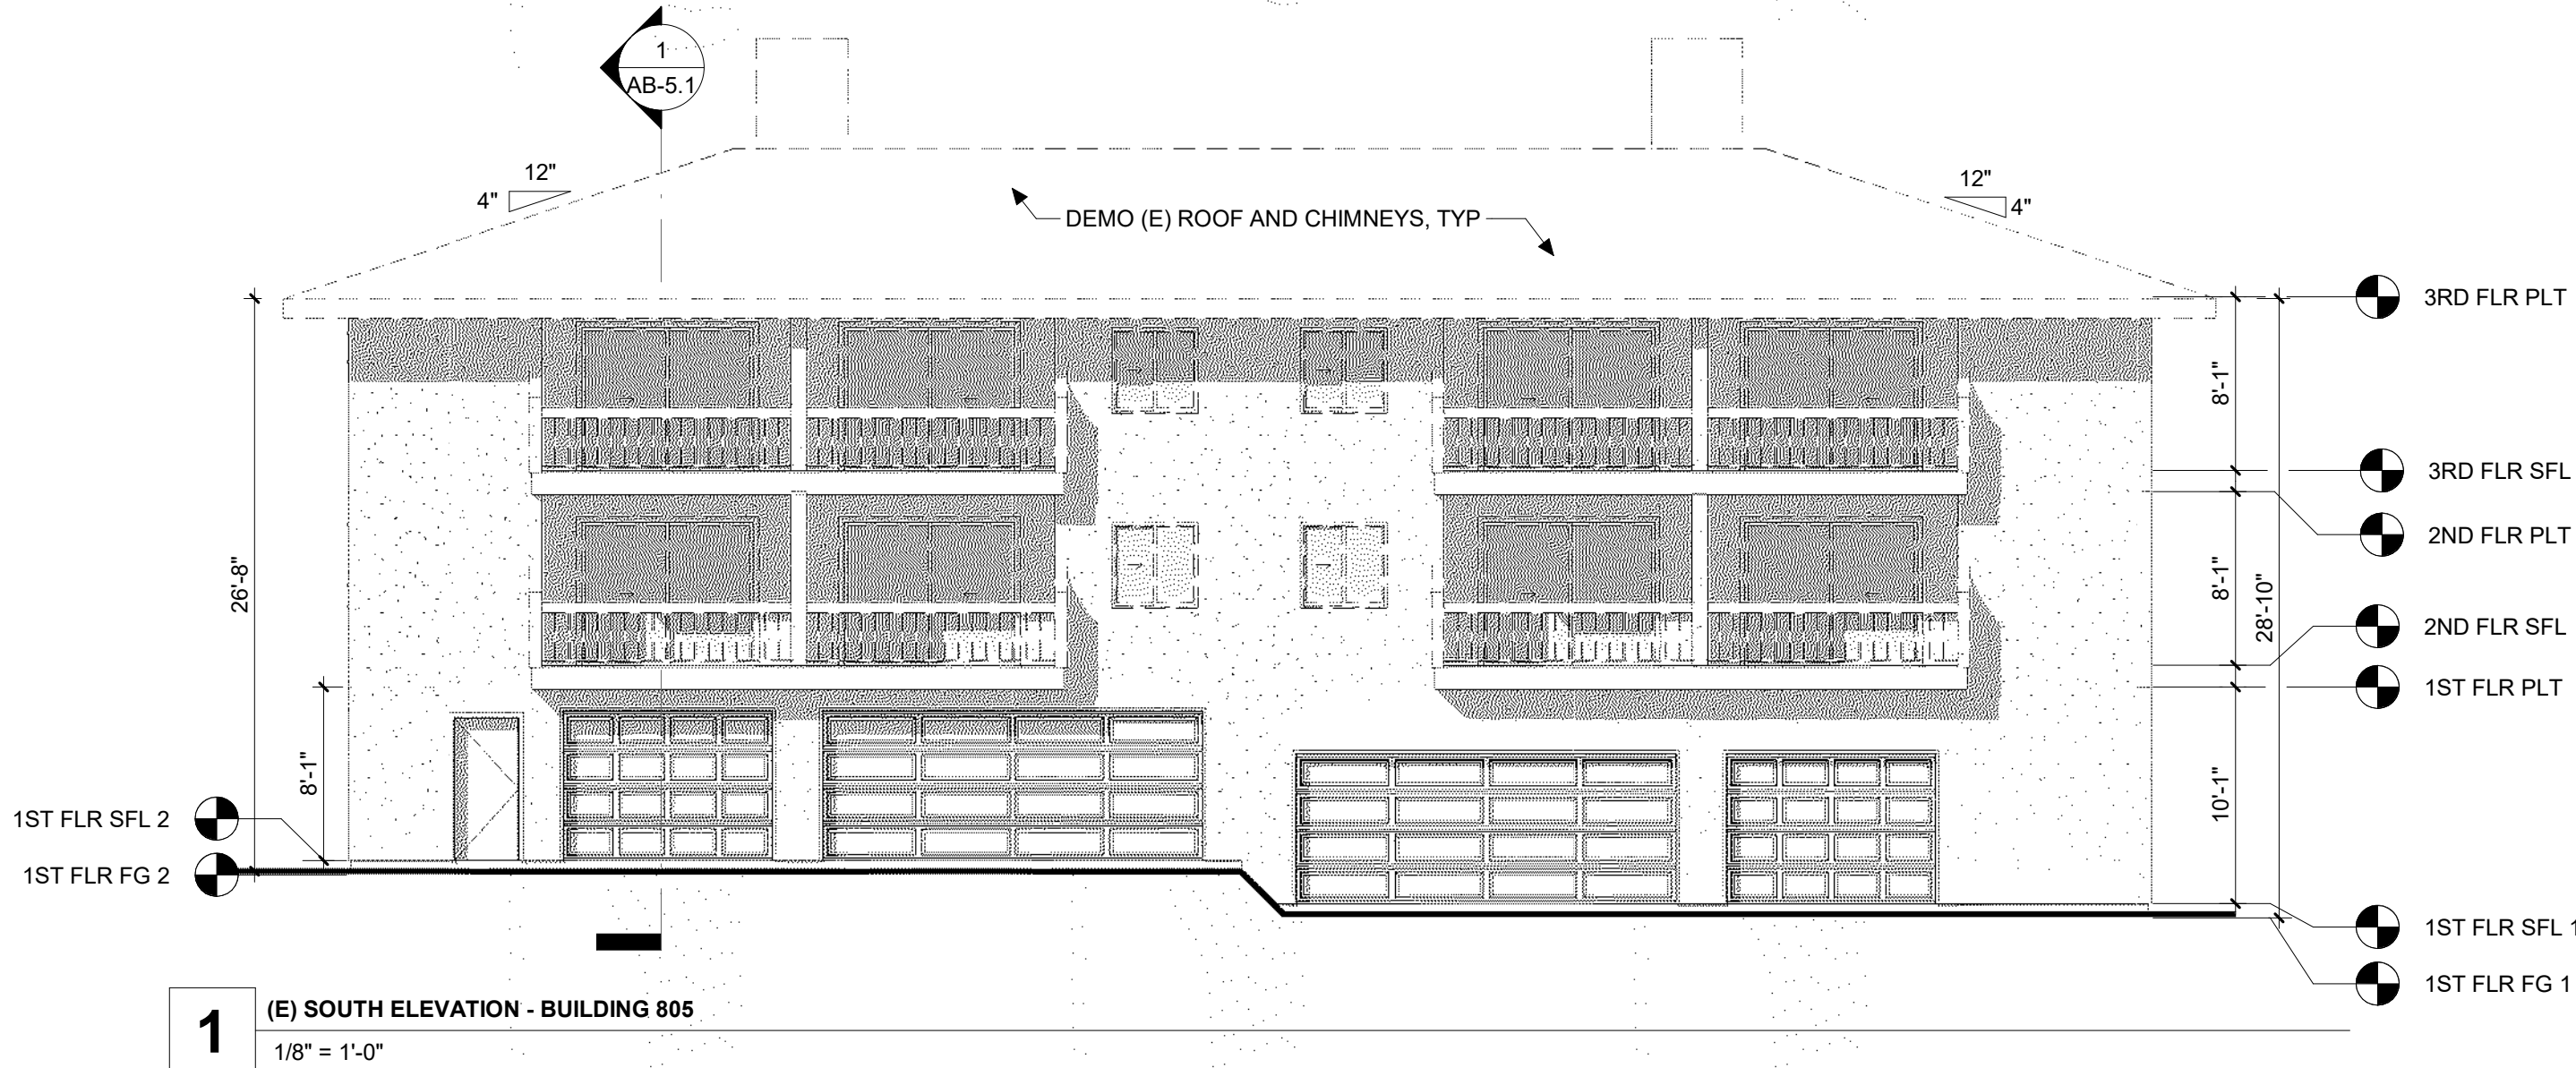 1
AB-5.1
12"
4"
12"
4"
DEMO (E) ROOF AND CHIMNEYS, TYP
3RD FLR PLT
8'-1"
3RD FLR SFL
2ND FLR PLT
8'-1"
28'-10"
26'-8"
2ND FLR SFL
1ST FLR PLT
8'-1"
10'-1"
1ST FLR SFL 2
1ST FLR FG 2
1ST FLR SFL 1
1ST FLR FG 1
1
(E) SOUTH ELEVATION - BUILDING 805
1/8" = 1'-0"